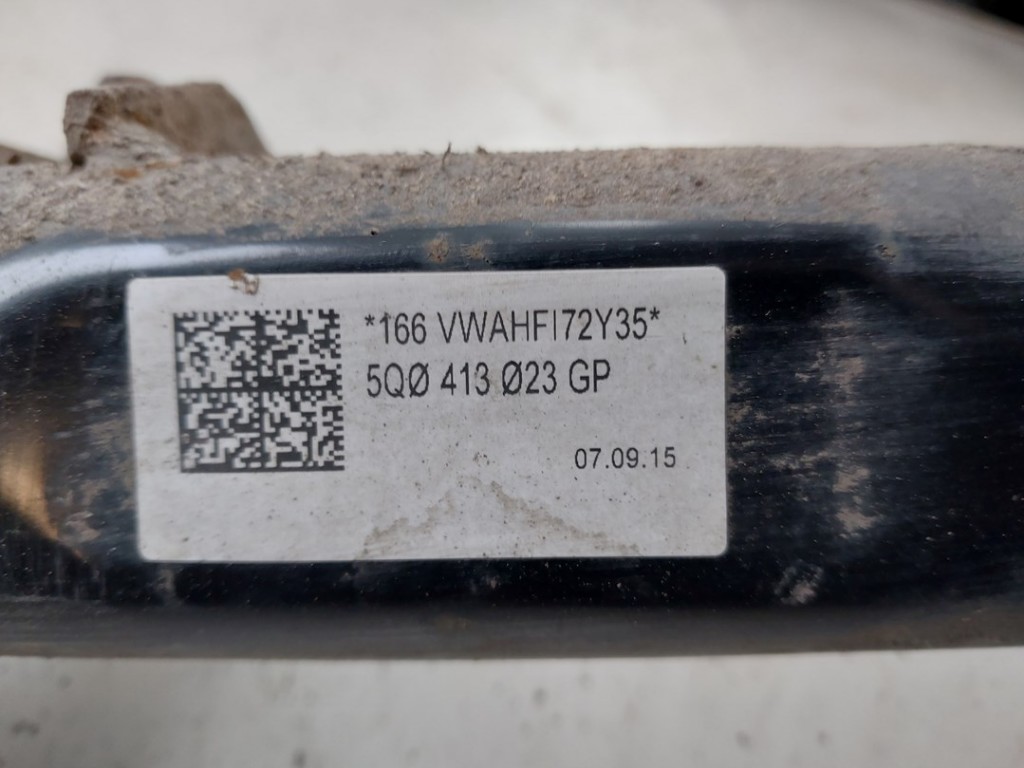 *166 VWAHFI72Y35*
5QØ 413 Ø23 GP
07.09.15